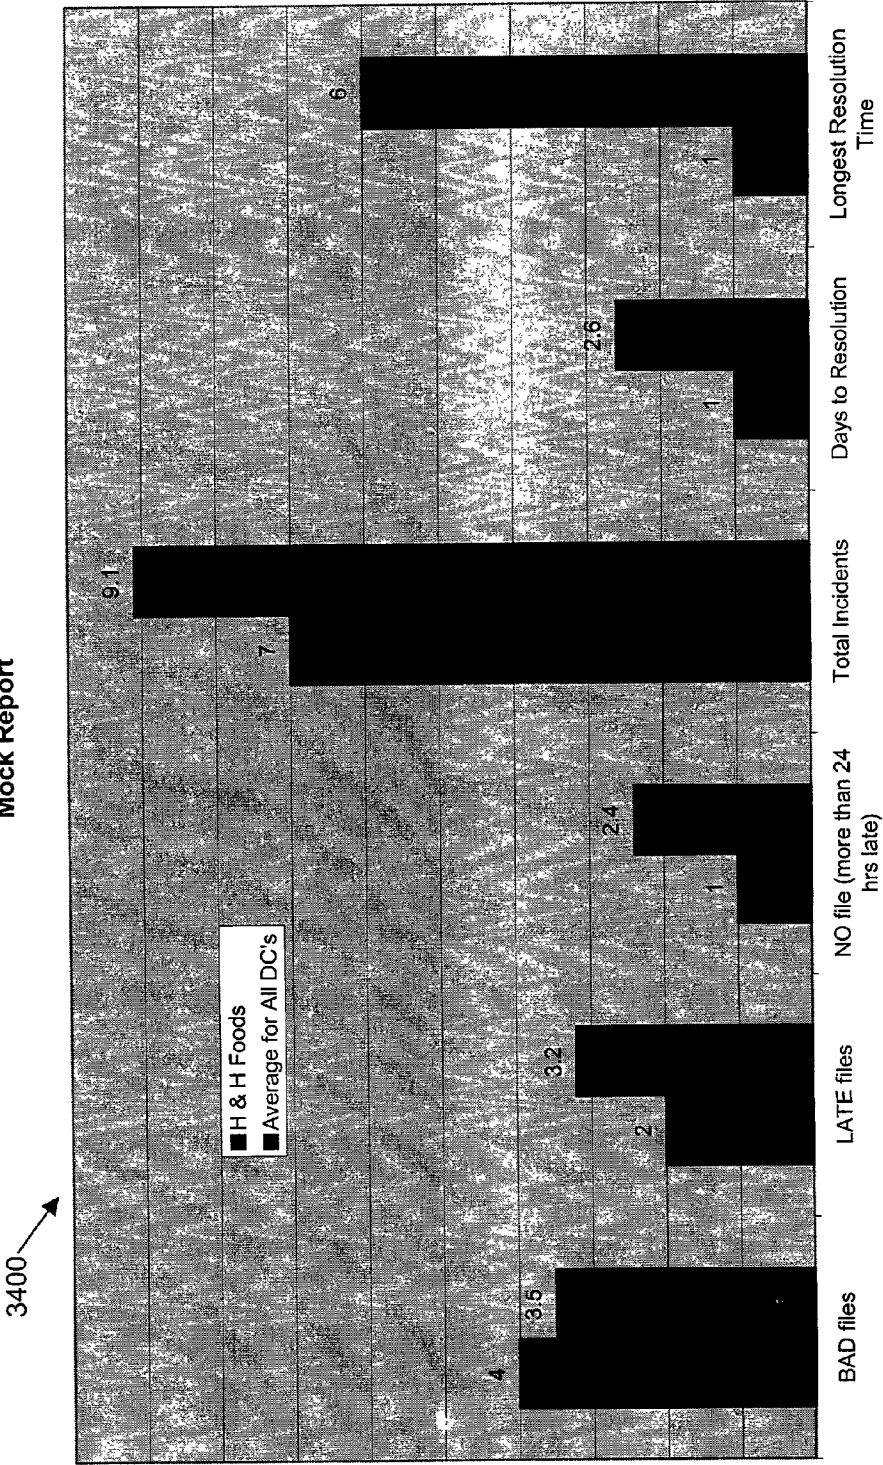 3400
Mock Report
H & H Foods
Average for All DC's
4
3.5
2
3.2
1
2.4
7
9.1
1
2.6
1
6
BAD files
LATE files
NO file (more than 24
hrs late)
Total Incidents
Days to Resolution
Longest Resolution
Time